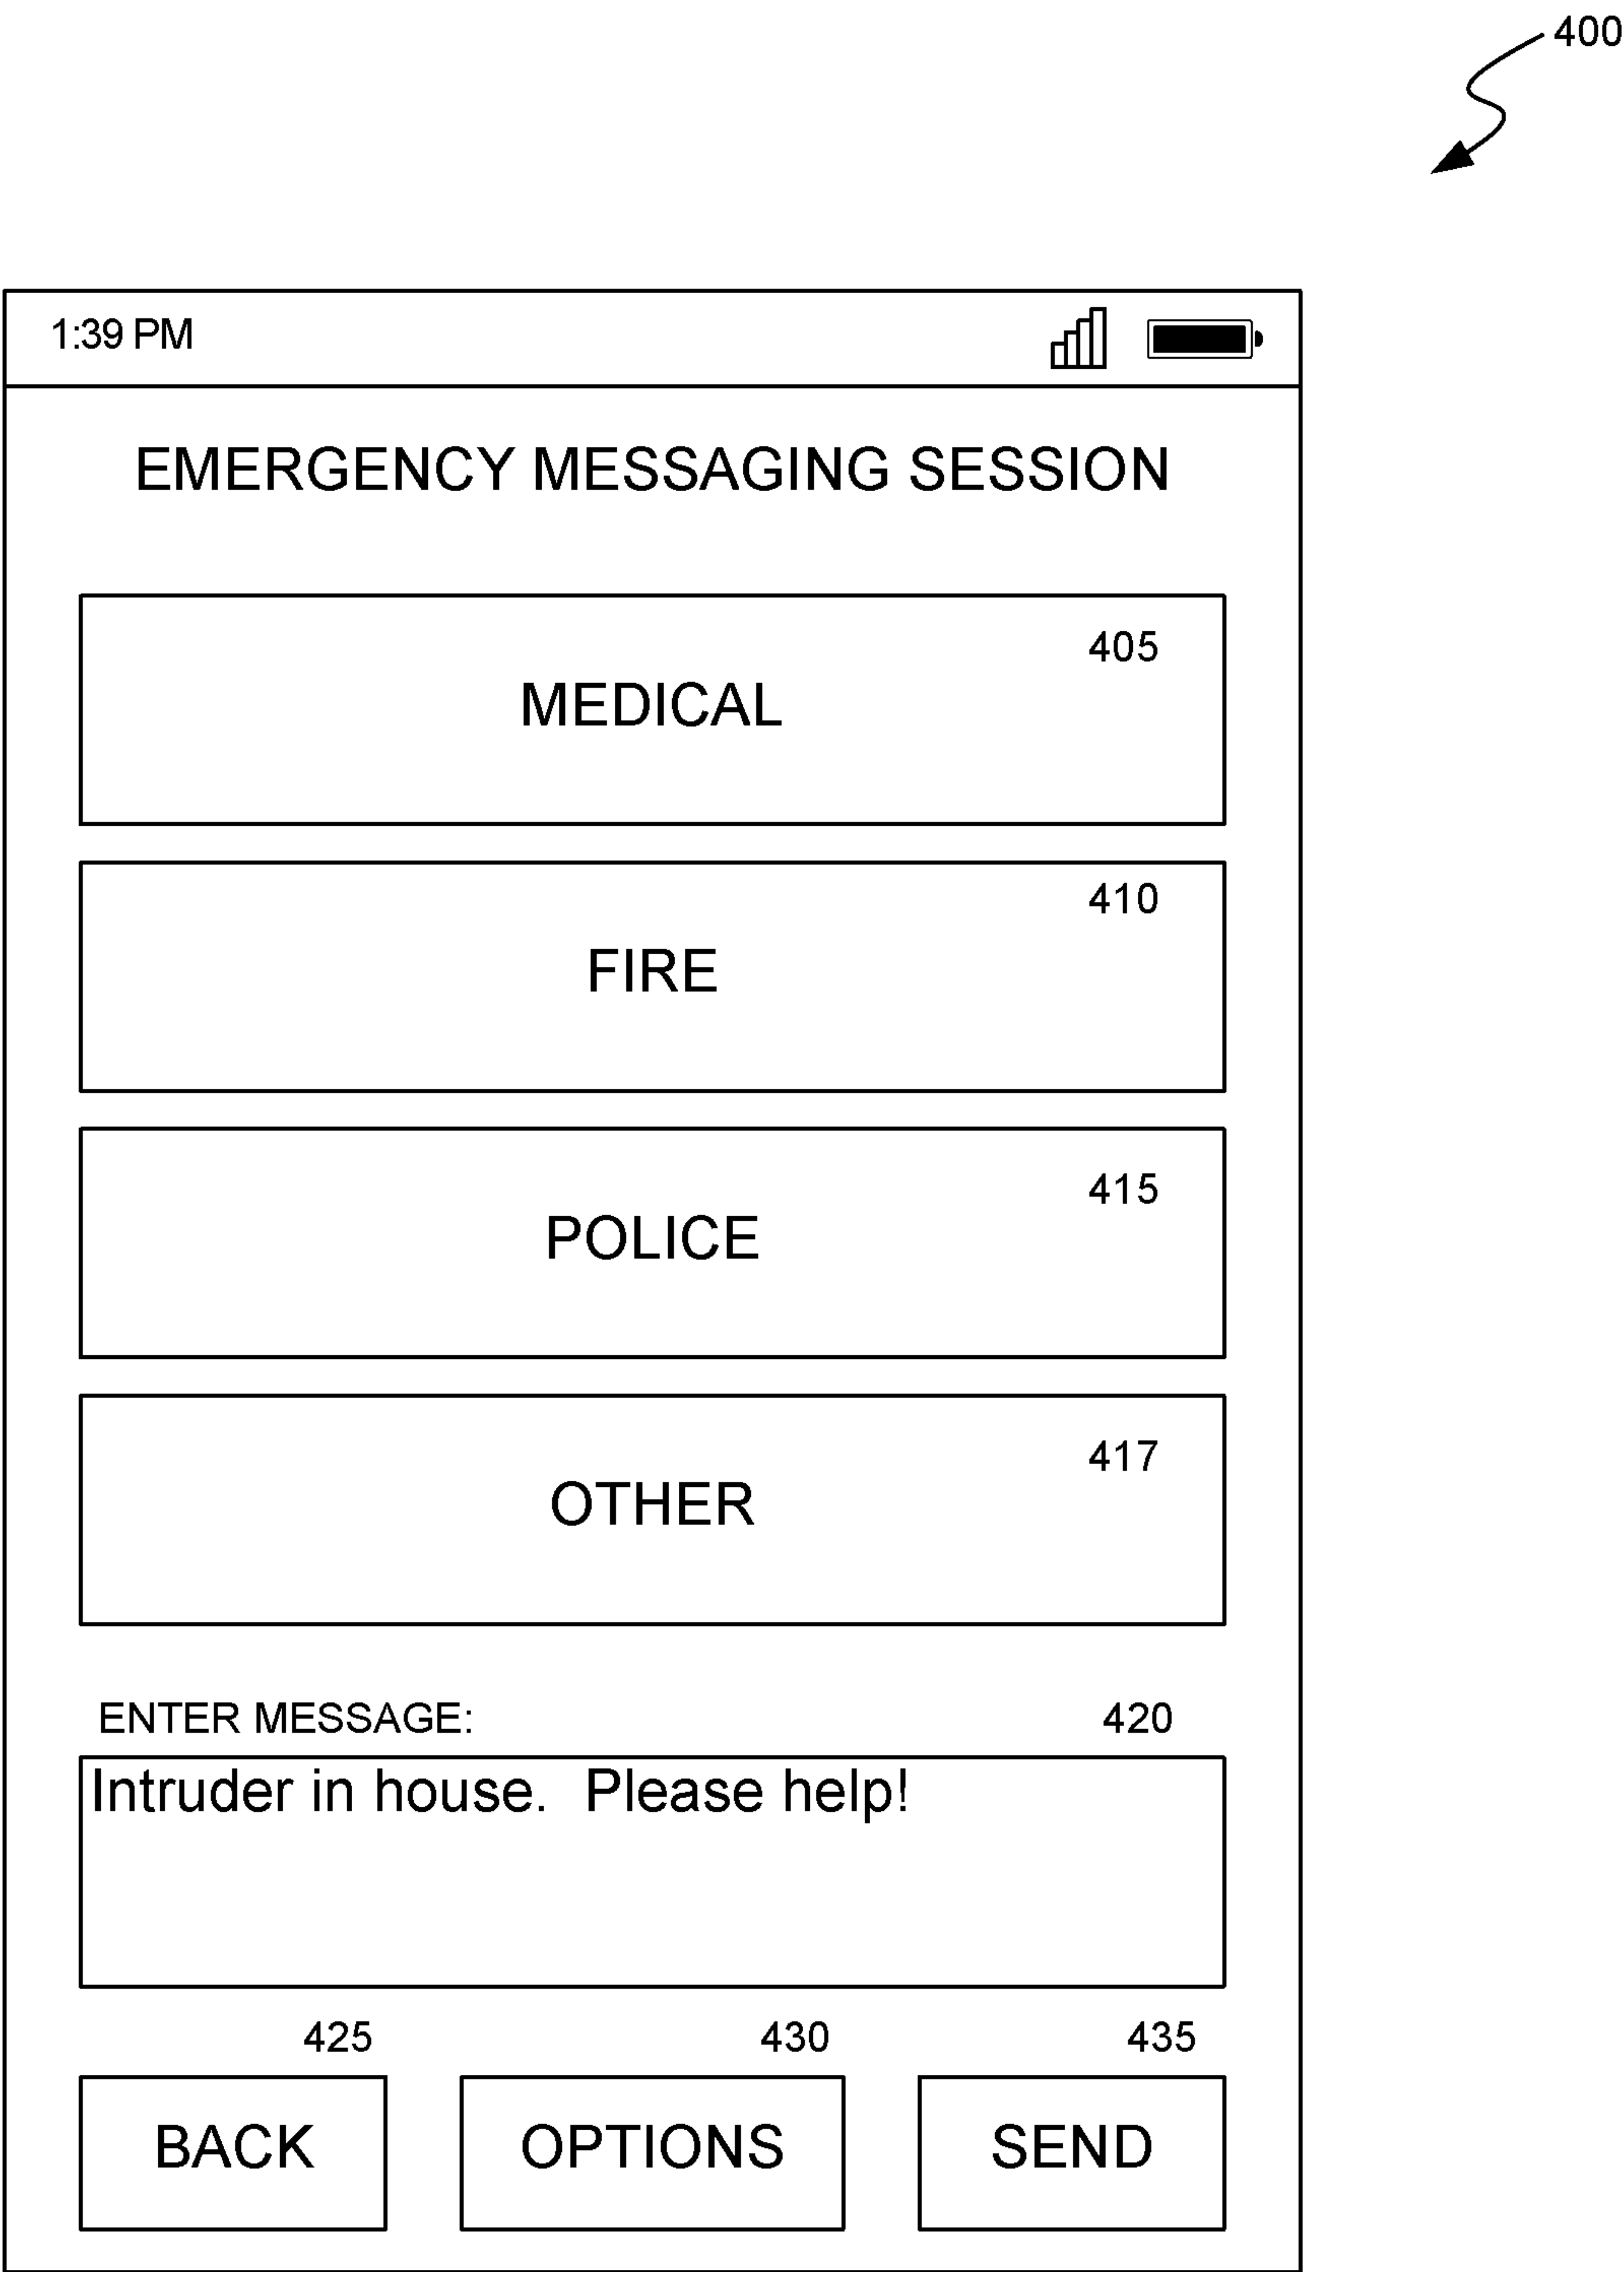 400
1:39 PM
EMERGENCY MESSAGING SESSION
405
MEDICAL
410
FIRE
415
POLICE
417
OTHER
ENTER MESSAGE: 420
Intruder in house.  Please help!
425 430 435
BACK OPTIONS SEND